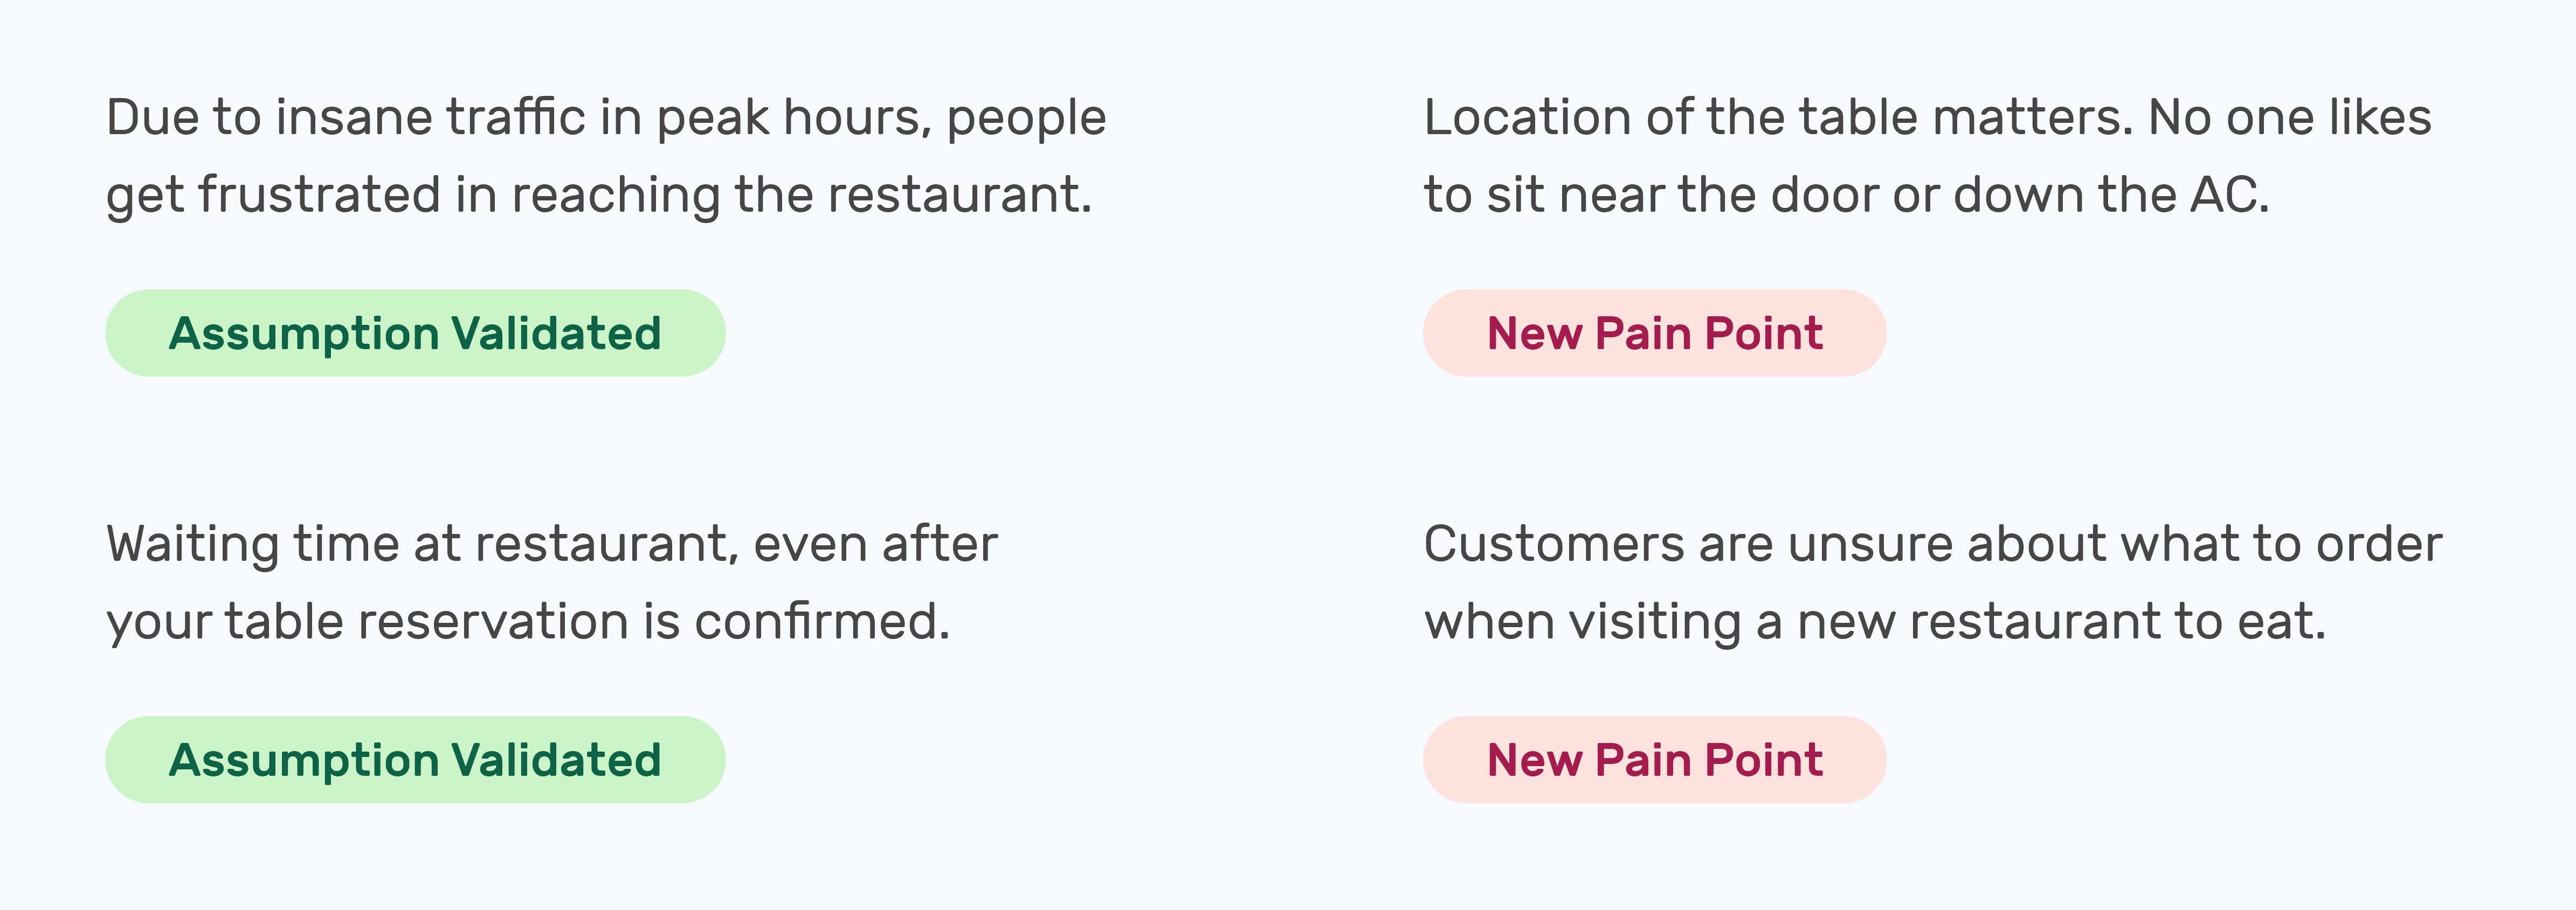 Due to insane traffic in peak hours, people
get frustrated in reaching the restaurant.
Assumption Validated
Location of the table matters. No one likes
to sit near the door or down the AC.
New Pain Point
Waiting time at restaurant, even after
your table reservation is confirmed.
Assumption Validated
Customers are unsure about what to order
when visiting a new restaurant to eat.
New Pain Point